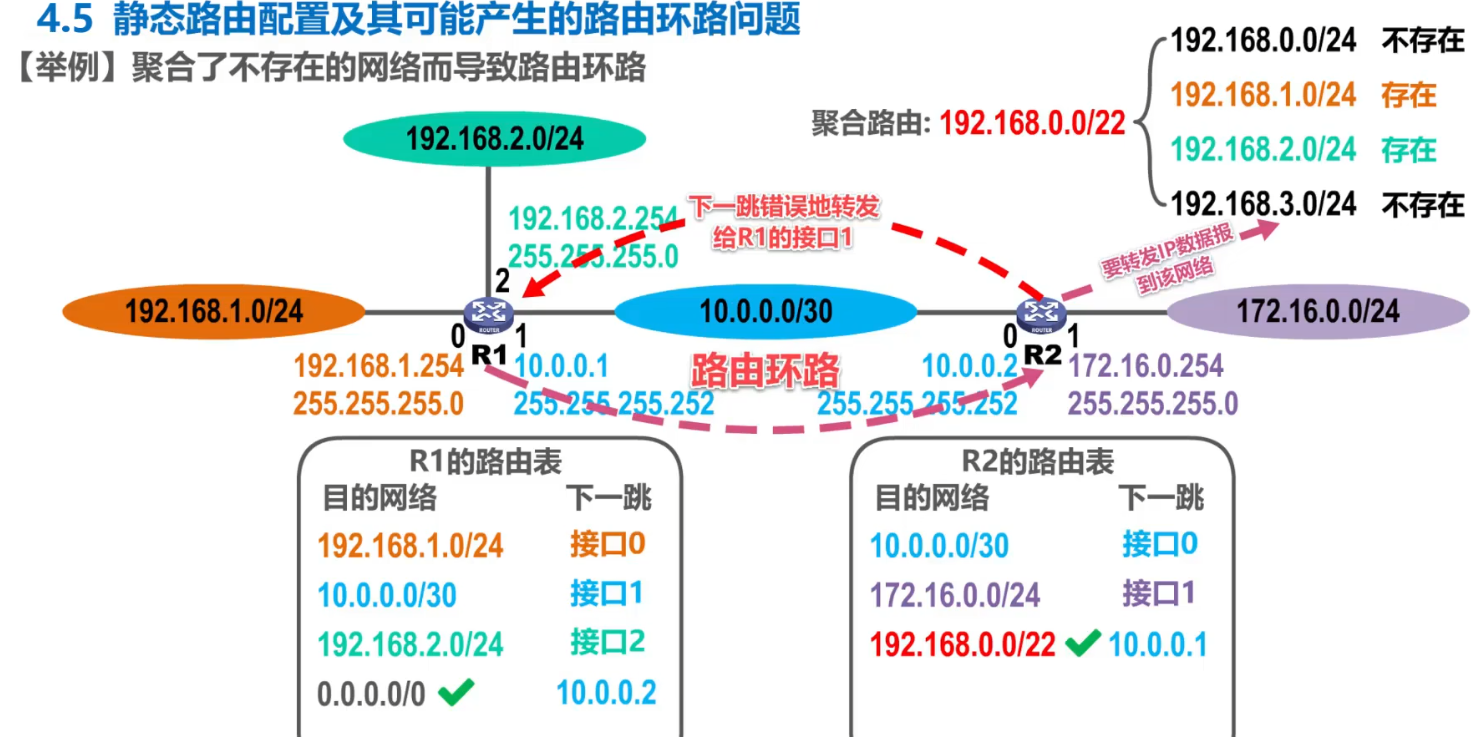 4.5 静态路由配置及其可能产生的路由环路问题
【举例】聚合了不存在的网络而导致路由环路
聚合路由: 192.168.0.0/22
192.168.0.0/24 不存在
192.168.1.0/24 存在
192.168.2.0/24 存在
192.168.3.0/24 不存在
192.168.2.0/24
192.168.2.254
255.255.255.0
下一跳错误地转发
给R1的接口1
要转发IP数据报
到该网络
192.168.1.0/24
2
ROUTER
0
1
R1
10.0.0.0/30
ROUTER
0
1
R2
172.16.0.0/24
192.168.1.254
255.255.255.0
10.0.0.1
255.255.255.252
路由环路
10.0.0.2
255.255.255.252
172.16.0.254
255.255.255.0
R1的路由表
目的网络 下一跳
192.168.1.0/24 接口0
10.0.0.0/30 接口1
192.168.2.0/24 接口2
0.0.0.0/0 10.0.0.2
R2的路由表
目的网络 下一跳
10.0.0.0/30 接口0
172.16.0.0/24 接口1
192.168.0.0/22 10.0.0.1